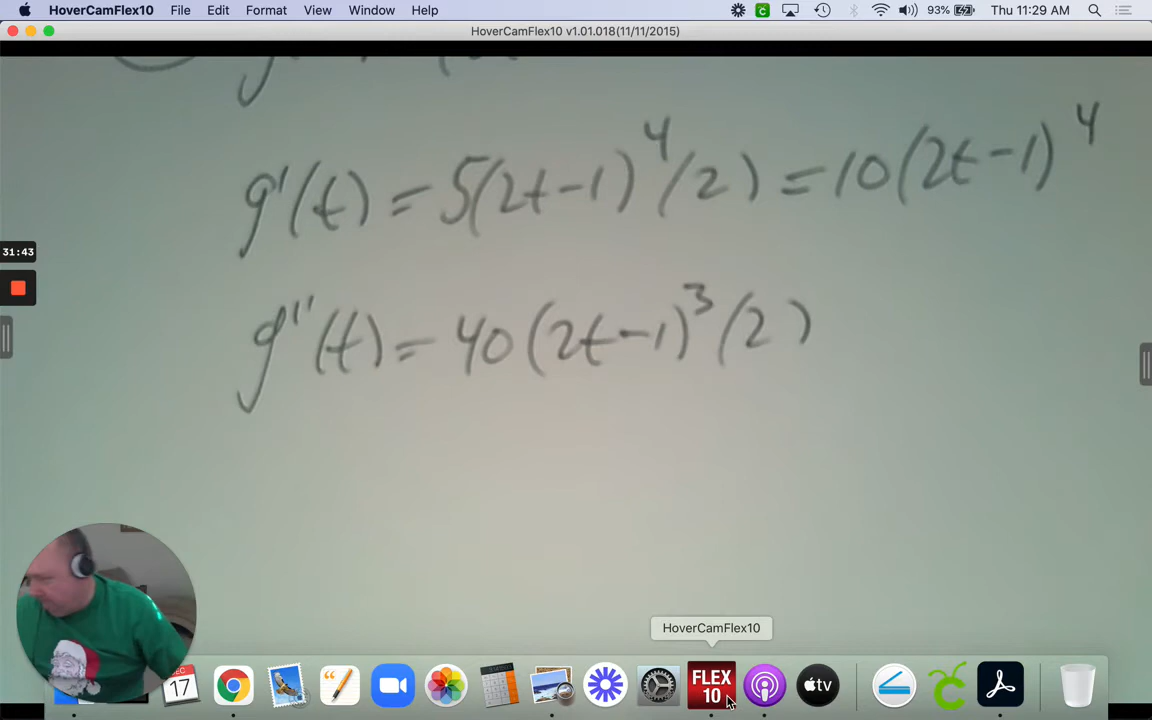 HoverCamFlex10 File Edit Format View Window Help 93% Thu 11:29 AM
HoverCamFlex10 v1.01.018(11/11/2015)
g'(t) = 5(2t-1)^4(2) = 10(2t-1)^4
31:43
g''(t) = 40(2t-1)^3(2)
HoverCamFlex10
DEC
17
FLEX
10
tv